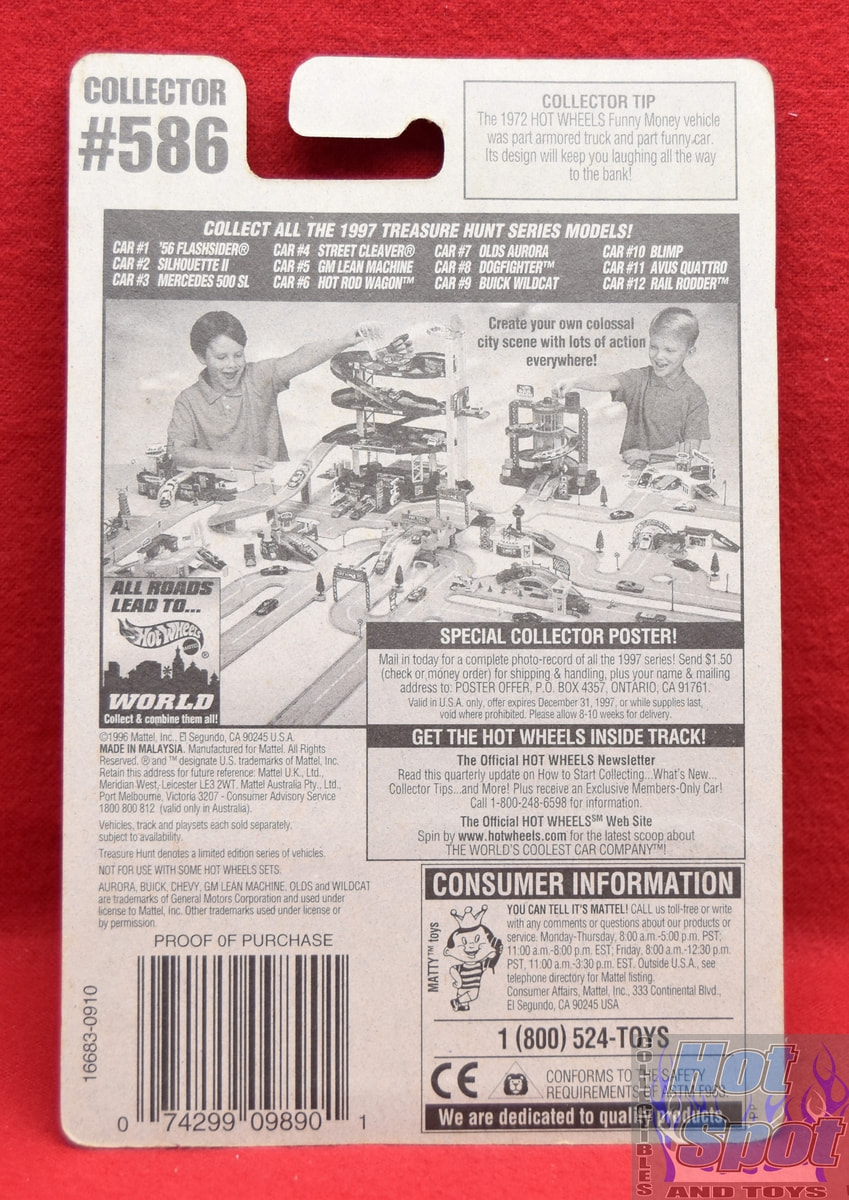 COLLECTOR
#586
COLLECTOR TIP
The 1972 HOT WHEELS Funny Money vehicle
was part armored truck and part funny car.
Its design will keep you laughing all the way
to the bank!
COLLECT ALL THE 1997 TREASURE HUNT SERIES MODELS!
CAR #1 '56 FLASHSIDER®
CAR #2 SILHOUETTE II
CAR #3 MERCEDES 500 SL
CAR #4 STREET CLEAVER®
CAR #5 GM LEAN MACHINE
CAR #6 HOT ROD WAGON™
CAR #7 OLDS AURORA
CAR #8 DOGFIGHTER™
CAR #9 BUICK WILDCAT
CAR #10 BLIMP
CAR #11 AVUS QUATTRO
CAR #12 RAIL RODDER™
Create your own colossal
city scene with lots of action
everywhere!
ALL ROADS
LEAD TO...
Hot Wheels®
MATTEL
WORLD
Collect & combine them all!
SPECIAL COLLECTOR POSTER!
Mail in today for a complete photo-record of all the 1997 series! Send $1.50
(check or money order) for shipping & handling, plus your name & mailing
address to: POSTER OFFER, P.O. BOX 4357, ONTARIO, CA 91761.
Valid in U.S.A. only, offer expires December 31, 1997, or while supplies last,
void where prohibited. Please allow 8-10 weeks for delivery.
GET THE HOT WHEELS INSIDE TRACK!
The Official HOT WHEELS Newsletter
Read this quarterly update on How to Start Collecting...What's New...
Collector Tips...and More! Plus receive an Exclusive Members-Only Car!
Call 1-800-248-6598 for information.
The Official HOT WHEELS℠ Web Site
Spin by www.hotwheels.com for the latest scoop about
THE WORLD'S COOLEST CAR COMPANY™!
©1996 Mattel, Inc., El Segundo, CA 90245 U.S.A.
MADE IN MALAYSIA. Manufactured for Mattel. All Rights
Reserved. ® and ™ designate U.S. trademarks of Mattel, Inc.
Retain this address for future reference: Mattel U.K., Ltd.,
Meridian West, Leicester LE3 2WT. Mattel Australia Pty., Ltd.,
Port Melbourne, Victoria 3207 - Consumer Advisory Service
1800 800 812 (valid only in Australia).
Vehicles, track and playsets each sold separately,
subject to availability.
Treasure Hunt denotes a limited edition series of vehicles.
NOT FOR USE WITH SOME HOT WHEELS SETS.
AURORA, BUICK, CHEVY, GM LEAN MACHINE, OLDS and WILDCAT
are trademarks of General Motors Corporation and used under
license to Mattel, Inc. Other trademarks used under license or
by permission.
PROOF OF PURCHASE
16683-0910
0 74299 09890 1
CONSUMER INFORMATION
MATTY™ toys
YOU CAN TELL IT'S MATTEL! CALL us toll-free or write
with any comments or questions about our products or
service. Monday-Thursday, 8:00 a.m.-5:00 p.m. PST;
11:00 a.m.-8:00 p.m. EST; Friday, 8:00 a.m.-12:30 p.m.
PST, 11:00 a.m.-3:30 p.m. EST. Outside U.S.A., see
telephone directory for Mattel listing.
Consumer Affairs, Mattel, Inc., 333 Continental Blvd.,
El Segundo, CA 90245 USA
1 (800) 524-TOYS
CE
CONFORMS TO THE SAFETY
REQUIREMENTS OF ASTM F963.
We are dedicated to quality products.
Hot
Spot
COLLECTIBLES
AND TOYS